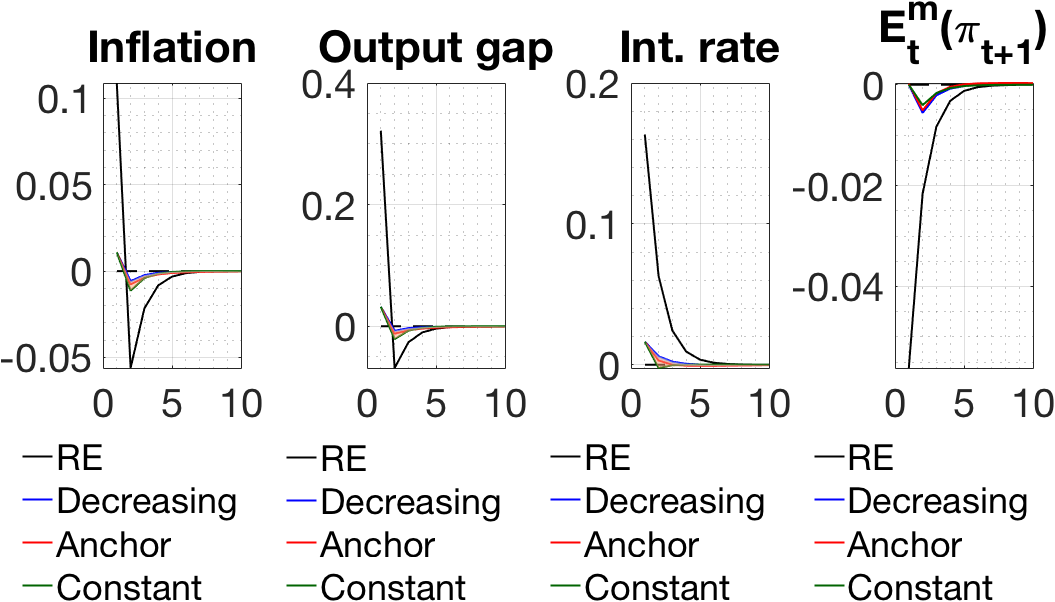 Inflation
Output gap
Int. rate
E_t^m(π_{t+1})
0.1
0.05
0
-0.05
0
5
10
0.4
0.2
0
0
5
10
0.2
0.1
0
0
5
10
0
-0.02
-0.04
0
5
10
RE
Decreasing
Anchor
Constant
RE
Decreasing
Anchor
Constant
RE
Decreasing
Anchor
Constant
RE
Decreasing
Anchor
Constant